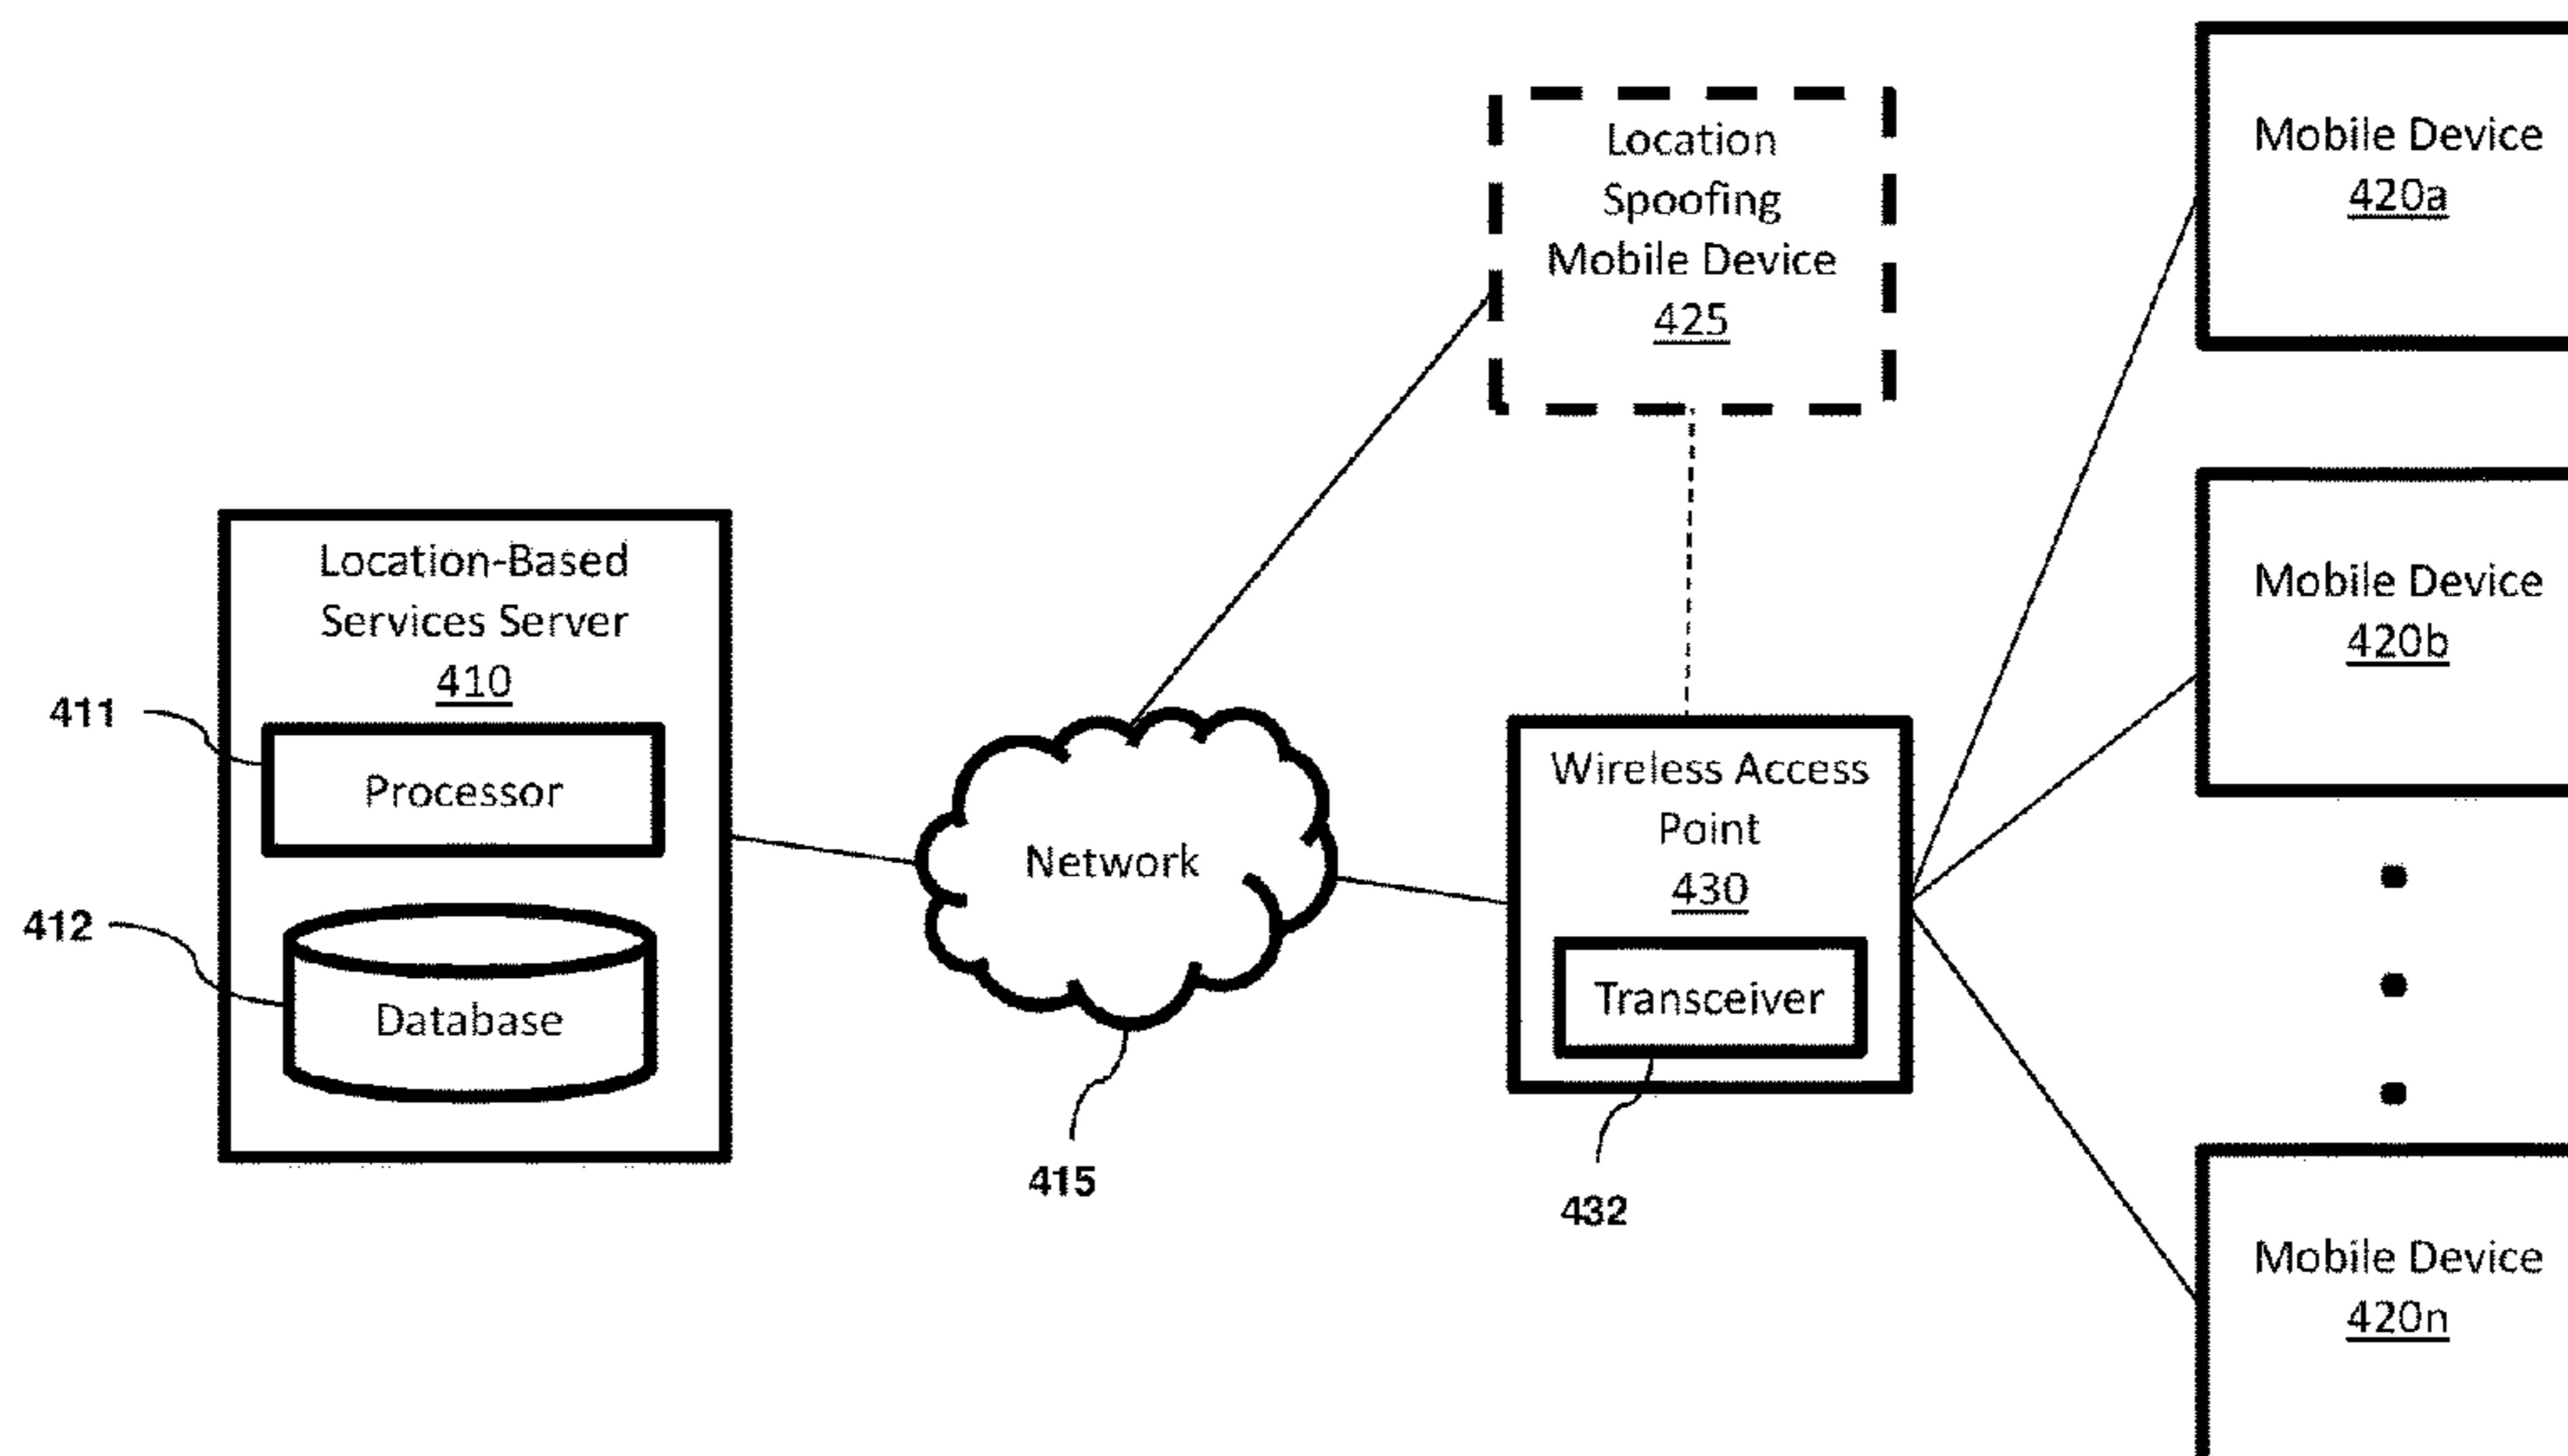 Location-Based
Services Server
410
411
Processor
412
Database
Network
415
Location
Spoofing
Mobile Device
425
Wireless Access
Point
430
Transceiver
432
Mobile Device
420a
Mobile Device
420b
Mobile Device
420n